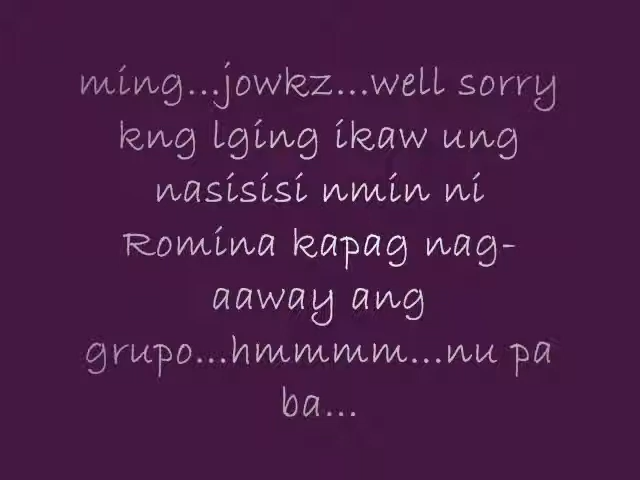 ming...jowkz...well sorry
kng lging ikaw ung
nasisisi nmin ni
Romina kapag nag-
aaway ang
grupo...hmmmm...nu pa
ba...